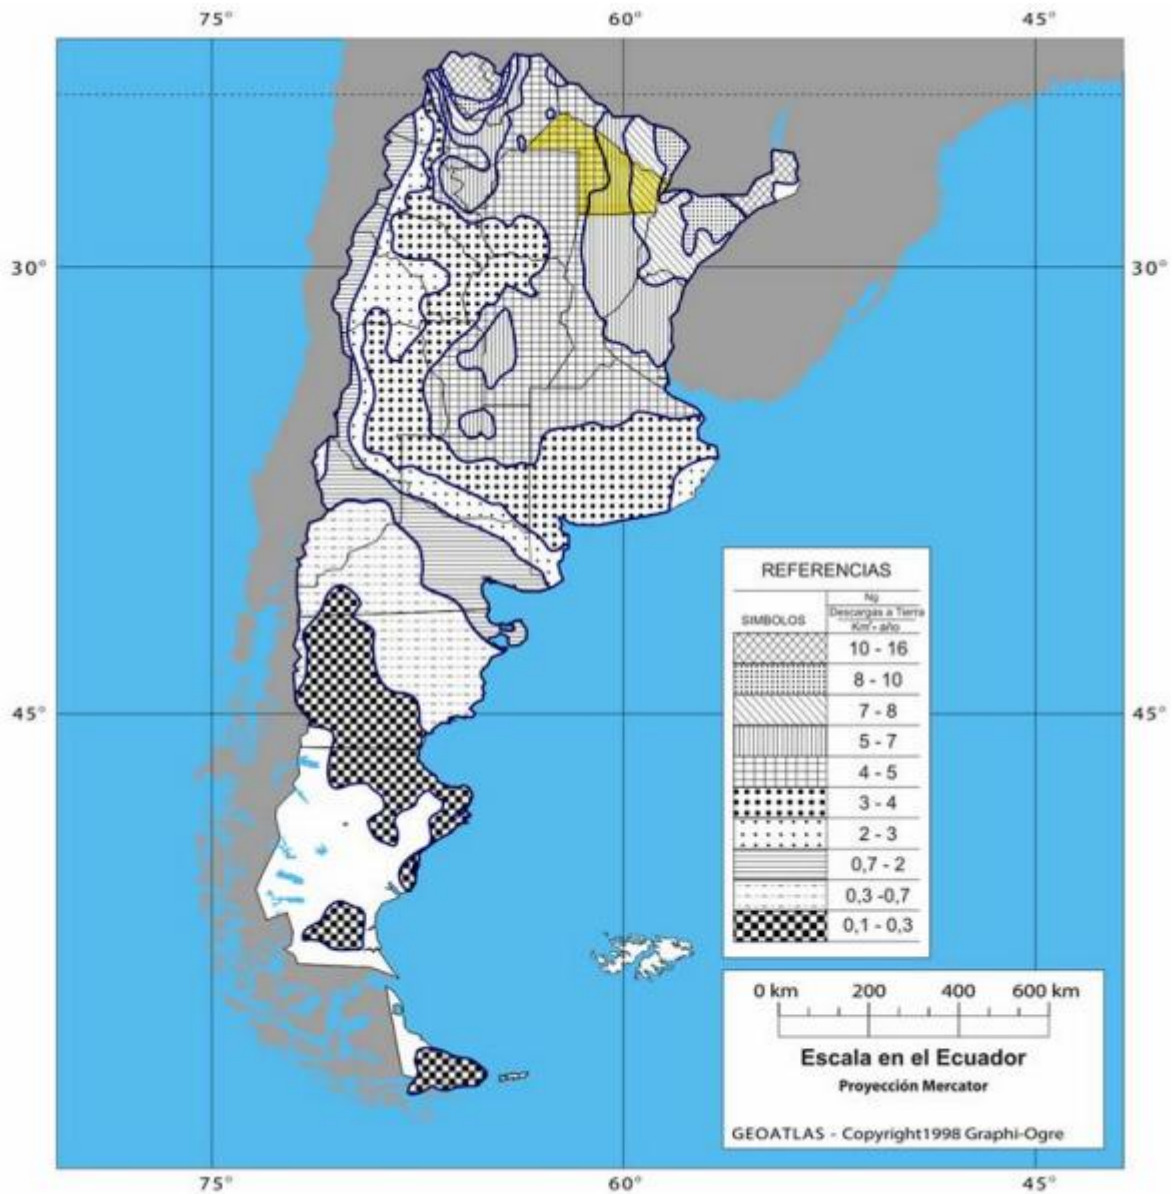 75°
60°
45°
30°
30°
45°
45°
REFERENCIAS
SIMBOLOS
Ng
Descargas a Tierra
Km²- año
10 - 16
8 - 10
7 - 8
5 - 7
4 - 5
3 - 4
2 - 3
0,7 - 2
0,3 -0,7
0,1 - 0,3
0 km 200 400 600 km
Escala en el Ecuador
Proyección Mercator
GEOATLAS - Copyright1998 Graphi-Ogre
75°
60°
45°